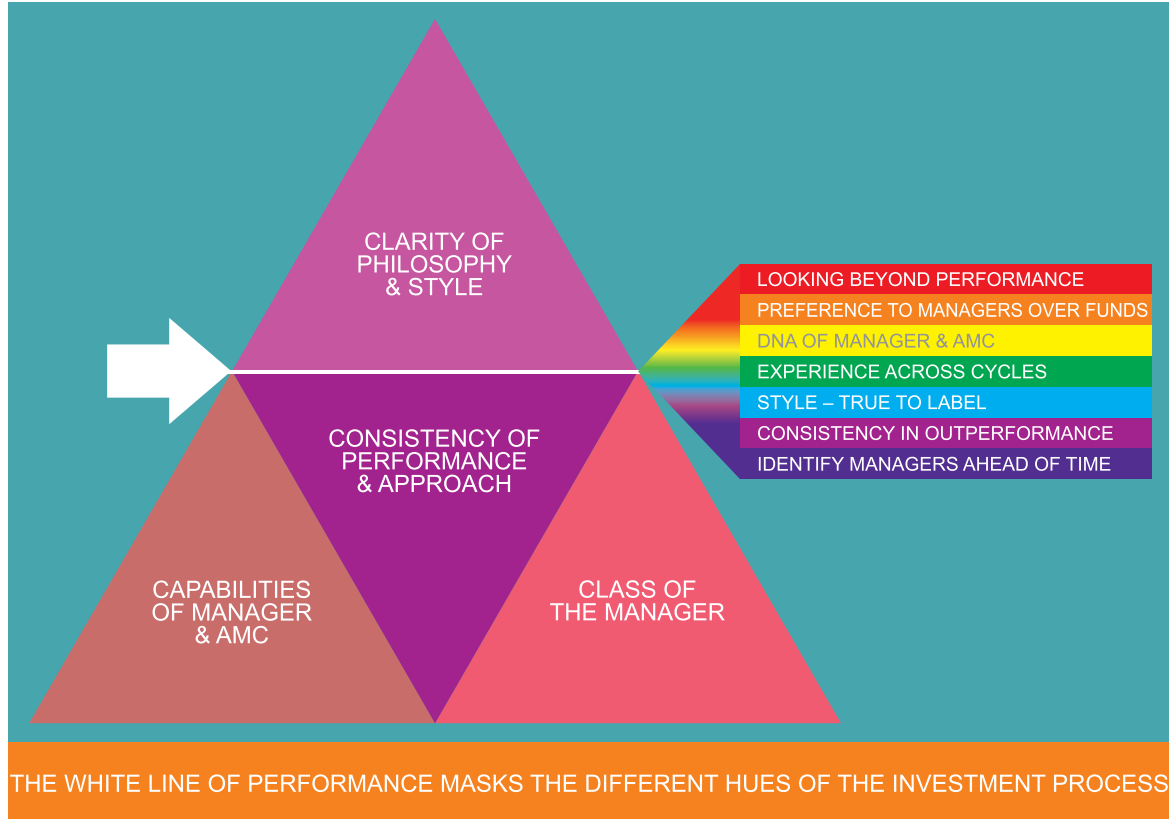 CLARITY OF
PHILOSOPHY
& STYLE
CONSISTENCY OF
PERFORMANCE
& APPROACH
CAPABILITIES
OF MANAGER
& AMC
CLASS OF
THE MANAGER
LOOKING BEYOND PERFORMANCE
PREFERENCE TO MANAGERS OVER FUNDS
DNA OF MANAGER & AMC
EXPERIENCE ACROSS CYCLES
STYLE – TRUE TO LABEL
CONSISTENCY IN OUTPERFORMANCE
IDENTIFY MANAGERS AHEAD OF TIME
THE WHITE LINE OF PERFORMANCE MASKS THE DIFFERENT HUES OF THE INVESTMENT PROCESS